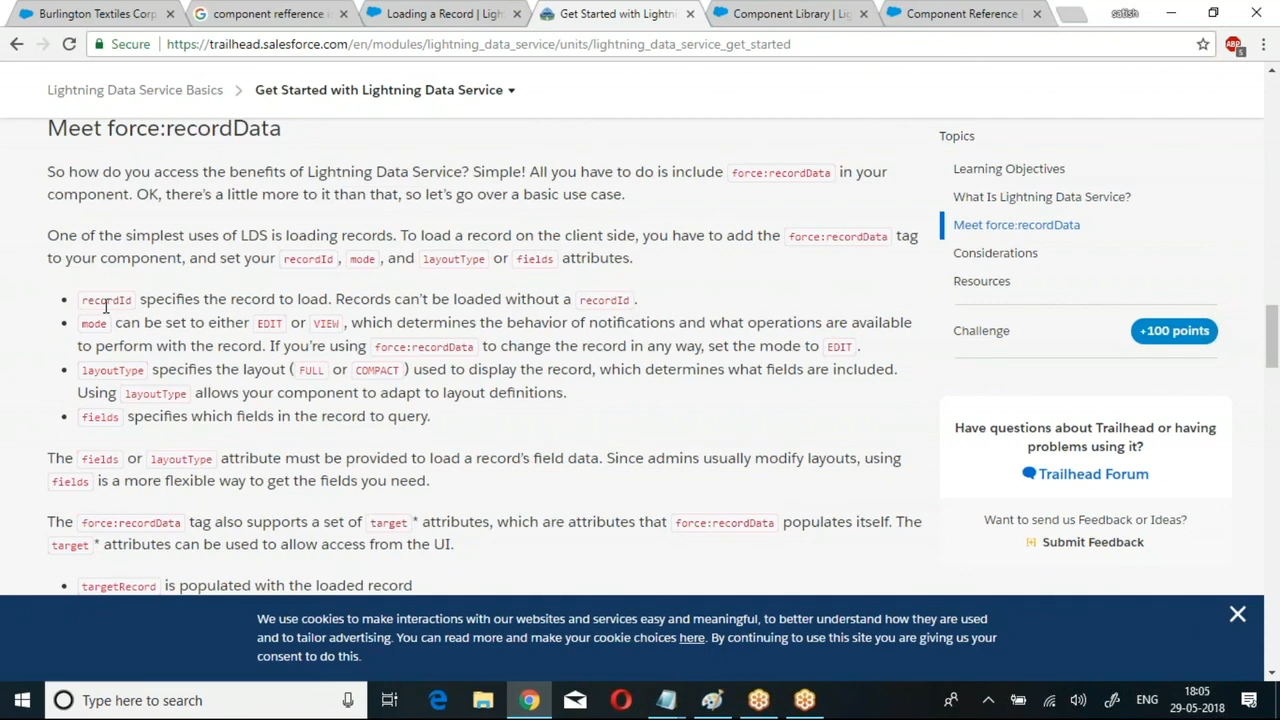 Burlington Textiles Corp
component refference
Loading a Record | Ligh
Get Started with Lightni
Component Library | Lig
Component Reference |
satish
Secure
https://trailhead.salesforce.com/en/modules/lightning_data_service/units/lightning_data_service_get_started
ABP
5
Lightning Data Service Basics > Get Started with Lightning Data Service
Meet force:recordData
So how do you access the benefits of Lightning Data Service? Simple! All you have to do is include force:recordData in your
component. OK, there's a little more to it than that, so let's go over a basic use case.
One of the simplest uses of LDS is loading records. To load a record on the client side, you have to add the force:recordData tag
to your component, and set your recordId, mode, and layoutType or fields attributes.
• recordId specifies the record to load. Records can't be loaded without a recordId.
• mode can be set to either EDIT or VIEW, which determines the behavior of notifications and what operations are available
to perform with the record. If you're using force:recordData to change the record in any way, set the mode to EDIT.
• layoutType specifies the layout (FULL or COMPACT) used to display the record, which determines what fields are included.
Using layoutType allows your component to adapt to layout definitions.
• fields specifies which fields in the record to query.
The fields or layoutType attribute must be provided to load a record's field data. Since admins usually modify layouts, using
fields is a more flexible way to get the fields you need.
The force:recordData tag also supports a set of target* attributes, which are attributes that force:recordData populates itself. The
target* attributes can be used to allow access from the UI.
• targetRecord is populated with the loaded record
Topics
Learning Objectives
What Is Lightning Data Service?
Meet force:recordData
Considerations
Resources
Challenge
+100 points
Have questions about Trailhead or having
problems using it?
Trailhead Forum
Want to send us Feedback or Ideas?
Submit Feedback
We use cookies to make interactions with our websites and services easy and meaningful, to better understand how they are used
and to tailor advertising. You can read more and make your cookie choices here. By continuing to use this site you are giving us your
consent to do this.
Type here to search
ENG
18:05
29-05-2018